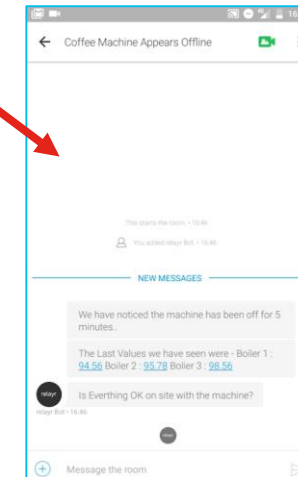 16
Coffee Machine Appears Offline
This starts the room. • 16:46
You added relayr Bot • 16:46
NEW MESSAGES
We have noticed the machine has been off for 5
minutes..
The Last Values we have seen were - Boiler 1 :
94.56 Boiler 2 : 95.78 Bolier 3 : 98.56
relayr
Is Everthing OK on site with the machine?
relayr Bot • 16:46
Message the room